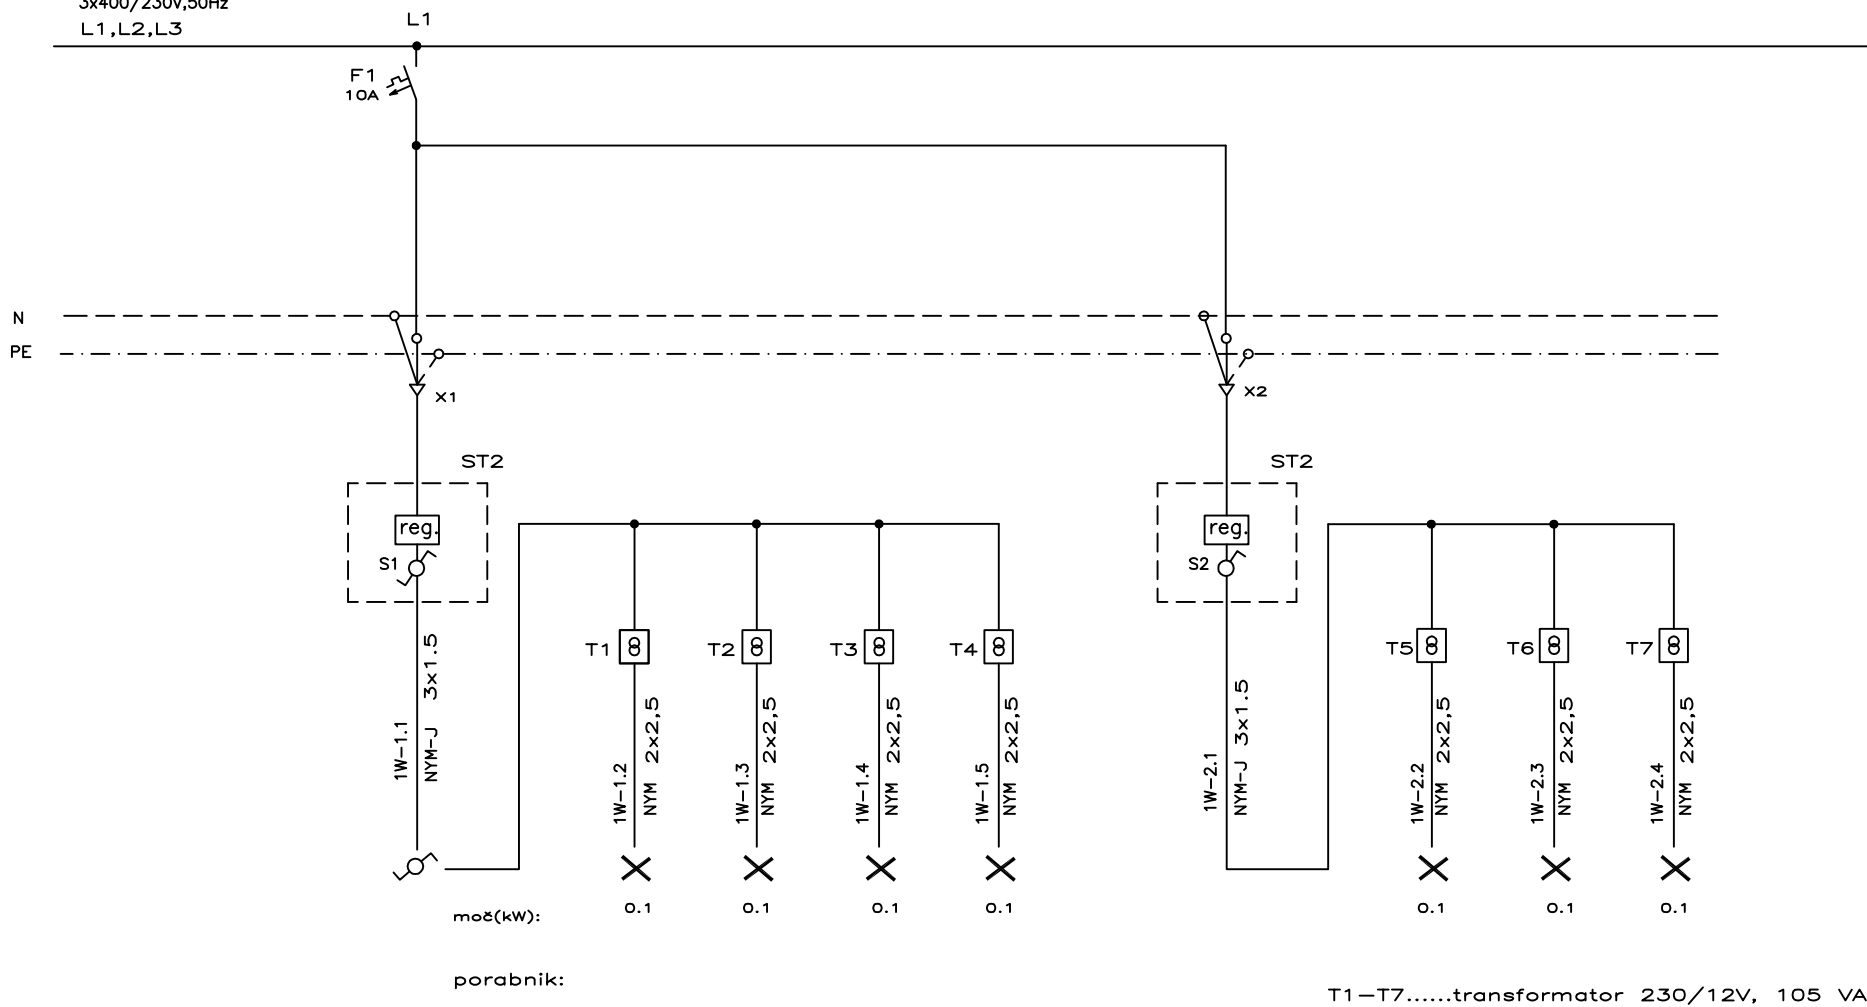 3x400/230V,50Hz
L1,L2,L3
L1
F1
10A
N
PE
X1
X2
ST2
ST2
reg.
reg.
S1
S2
T1
T2
T3
T4
T5
T6
T7
1W-1.1
NYM-J 3x1.5
1W-1.2
NYM 2x2,5
1W-1.3
NYM 2x2,5
1W-1.4
NYM 2x2,5
1W-1.5
NYM 2x2,5
1W-2.1
NYM-J 3x1.5
1W-2.2
NYM 2x2,5
1W-2.3
NYM 2x2,5
1W-2.4
NYM 2x2,5
moč(kW):
0.1
0.1
0.1
0.1
0.1
0.1
0.1
porabnik:
T1-T7......transformator 230/12V, 105 VA